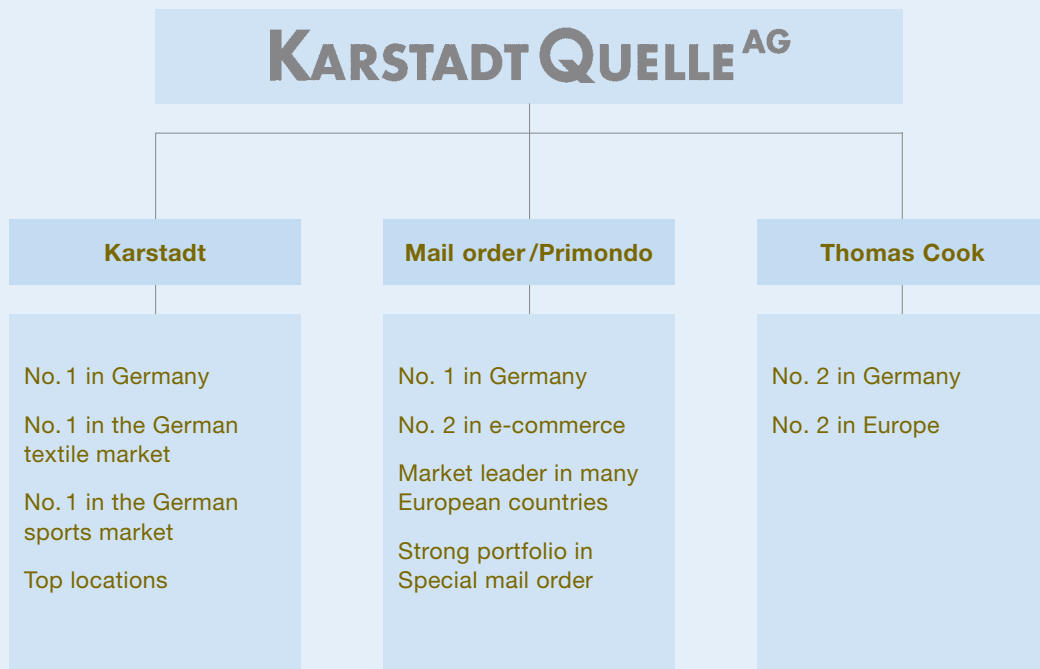 KARSTADT QUELLE AG
Karstadt
No. 1 in Germany
No. 1 in the German
textile market
No. 1 in the German
sports market
Top locations
Mail order/Primondo
No. 1 in Germany
No. 2 in e-commerce
Market leader in many
European countries
Strong portfolio in
Special mail order
Thomas Cook
No. 2 in Germany
No. 2 in Europe